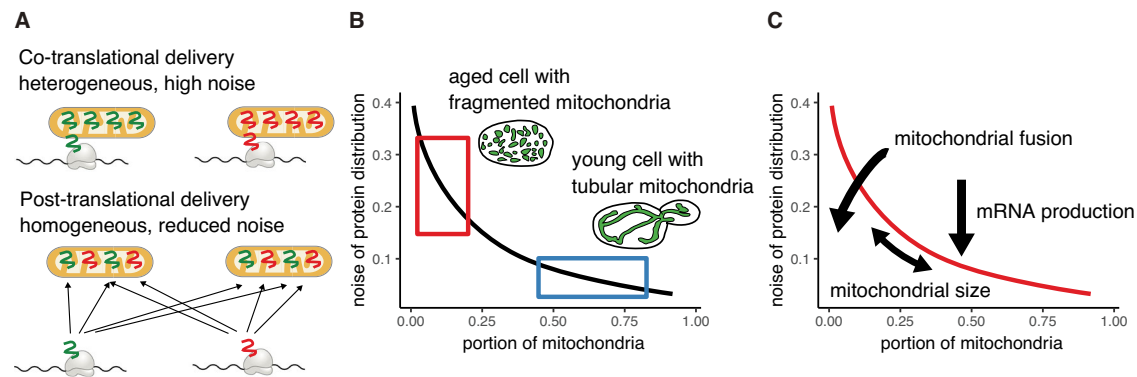 A
Co-translational delivery
heterogeneous, high noise
Post-translational delivery
homogeneous, reduced noise
B
aged cell with
fragmented mitochondria
young cell with
tubular mitochondria
noise of protein distribution
0.4
0.3
0.2
0.1
0.00
0.25
0.50
0.75
1.00
portion of mitochondria
C
mitochondrial fusion
mRNA production
mitochondrial size
noise of protein distribution
0.4
0.3
0.2
0.1
0.00
0.25
0.50
0.75
1.00
portion of mitochondria